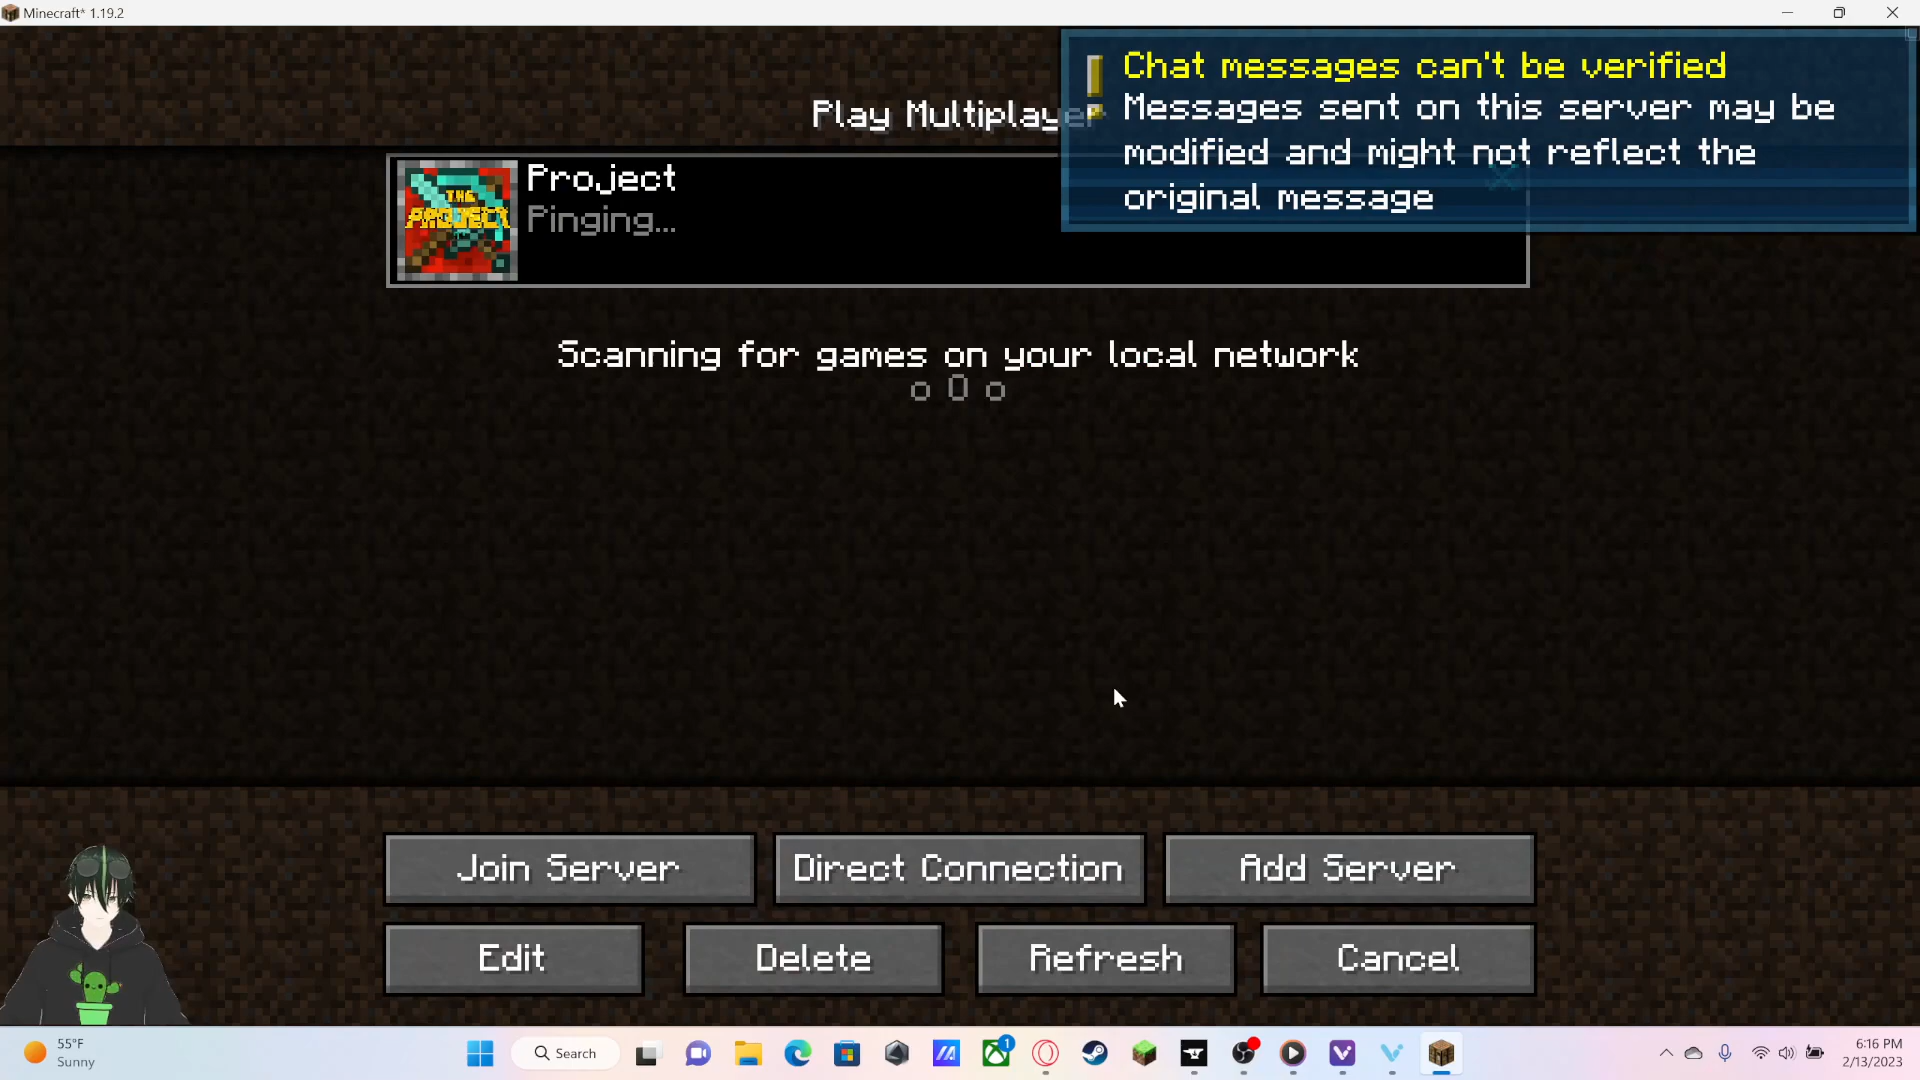 Minecraft* 1.19.2
Chat messages can't be verified
Messages sent on this server may be
modified and might not reflect the
original message
Play Multiplayer
THE
PROJECT
Project
Pinging...
Scanning for games on your local network
o O o
Join Server
Direct Connection
Add Server
Edit
Delete
Refresh
Cancel
55°F
Sunny
Search
1
6:16 PM
2/13/2023